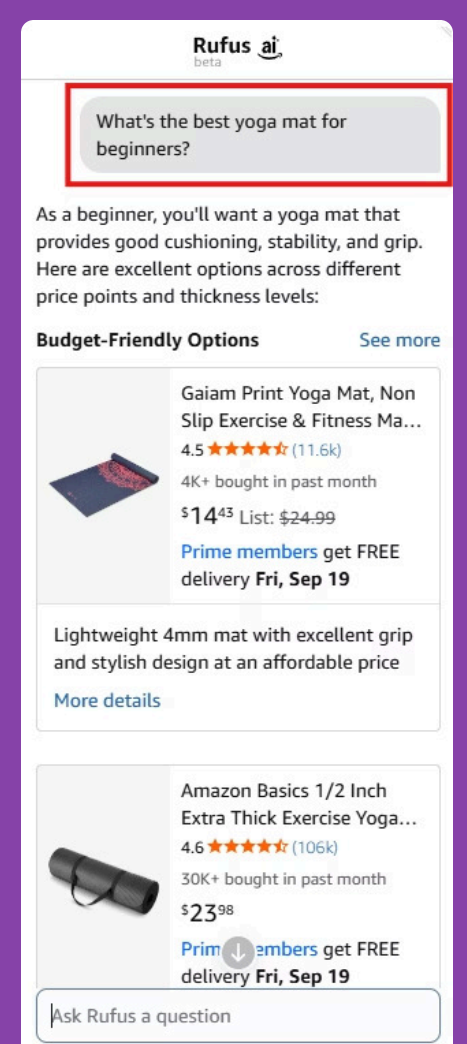 Rufus ai
beta
What's the best yoga mat for
beginners?
As a beginner, you'll want a yoga mat that
provides good cushioning, stability, and grip.
Here are excellent options across different
price points and thickness levels:
Budget-Friendly Options See more
Gaiam Print Yoga Mat, Non
Slip Exercise & Fitness Ma...
4.5 (11.6k)
4K+ bought in past month
$1443 List: $24.99
Prime members get FREE
delivery Fri, Sep 19
Lightweight 4mm mat with excellent grip
and stylish design at an affordable price
More details
Amazon Basics 1/2 Inch
Extra Thick Exercise Yoga...
4.6 (106k)
30K+ bought in past month
$2398
Prim embers get FREE
delivery Fri, Sep 19
Ask Rufus a question